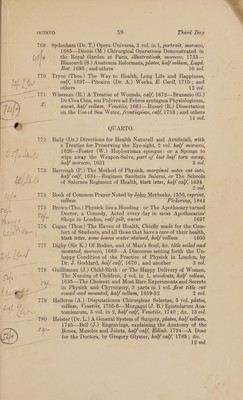 OCTAVO 59 Third Day
769 Sydenham (Dr. T.) Opera Universa, 2 vol. in 1, portrait, morocco,
1685—Dionis (M.) Chirurgical Operations Demonstrated in
the Royal Garden at Paris, illustrations, morocco, 1733—
Blancardi (S.) Anatomia Reformata, plates, half vellum, Lugd.
Bat. 1695; and others 10 vol.
770 Tryon (Thos.) The Way to Health, Long Life and Happiness,
calf, 1697—Pitcairn (Dr. A.) Works, E. Curll, 1715; and
others 12 vol.
771 Wiseman (R.) A Treatise of Wounds, calf, 1672—Brunacio (G.)
De Cina Cina, seu Pulvere ad Febres syntagma Physiologicum,
uncut, half vellum, Venetiis, 1661—Russel (R.) Dissertation
on the Use of Sea Water, frontispiece, calf, 1753; and others
14 vol.
QUARTO.
772 Baly (Dr.) Directions for Health Naturall and Artificiall, with
a Treatise for Preserving the Eye-sight, 2 vol. half morocco,
1626—Foster (W.) Hoplocrisma spongus: or a Sponge to
wipe away the Weapon-Salve, part of last leaf torn away,
half morocco, 1631 3 vol.
773 Barrough (P.) The Method of Physick, marginal notes cut into,
half calf, 1634—Regimen Sanitatis Salerni, or The Schoole
of Salernes Regiment of Health, black letter, half calf, 1634
2 vol.
774 Book of Common Prayer Noted by John Merbecke, 1550, reprint,
vellum Pickering, 1844
775 Brown (Tho.) Physick lies a Bleeding: or The Apothecary turned
Doctor, a Comedy, Acted every day in most Apothecaries'
Shops in London, calf gilt, uncut 1697
776 Cogan (Thos.) The Haven of Health, Chiefly made for the Com-
fort of Students, and all those that have a care of their health,
black letter, some leaves water stained, half vellum 1605
777 Digby (Sir K.) Of Bodies, and of Man's Soul, &c. title soiled and
mounted, morocco, 1669—A Discourse setting forth the Un-
happy Condition of the Practice of Physick in London, by
Dr. J. Goddard, half calf, 1670; and another 3 vol.
778 Guillimeau (J.) Child-Birth: or The Happy Delivery of Women,
The Nursing of Children, 2 vol. in 1, woodcuts, half vellum,
1635—The Choicest and Most Rare Experiments and Secrets
in Physick and Chyrurgery, 3 parts in 1 vol. first title cut
round and mounted, half vellum, 1659-52 2 vol.
779 Hallerus (A.) Disputationes Chirurgicae Selectae, 5 vol. plates,
vellum, Venetiis, 1755-6—Morgagni (J. B.) Epistolarum Ana-
tomicarum, 3 vol. in 2, half calf, Venetiis, 1740; &c. 13 vol.
780 Heister (Dr. L.) A General System of Surgery, plates, half vellum,
1745—Bell (J.) Engravings, explaining the Anatomy of the
Bones, Muscles and Joints, half calf, Edinb. 1794—A Dose
for the Doctors, by Gregory Glyster, half calf, 1789; &c.
12 vol.